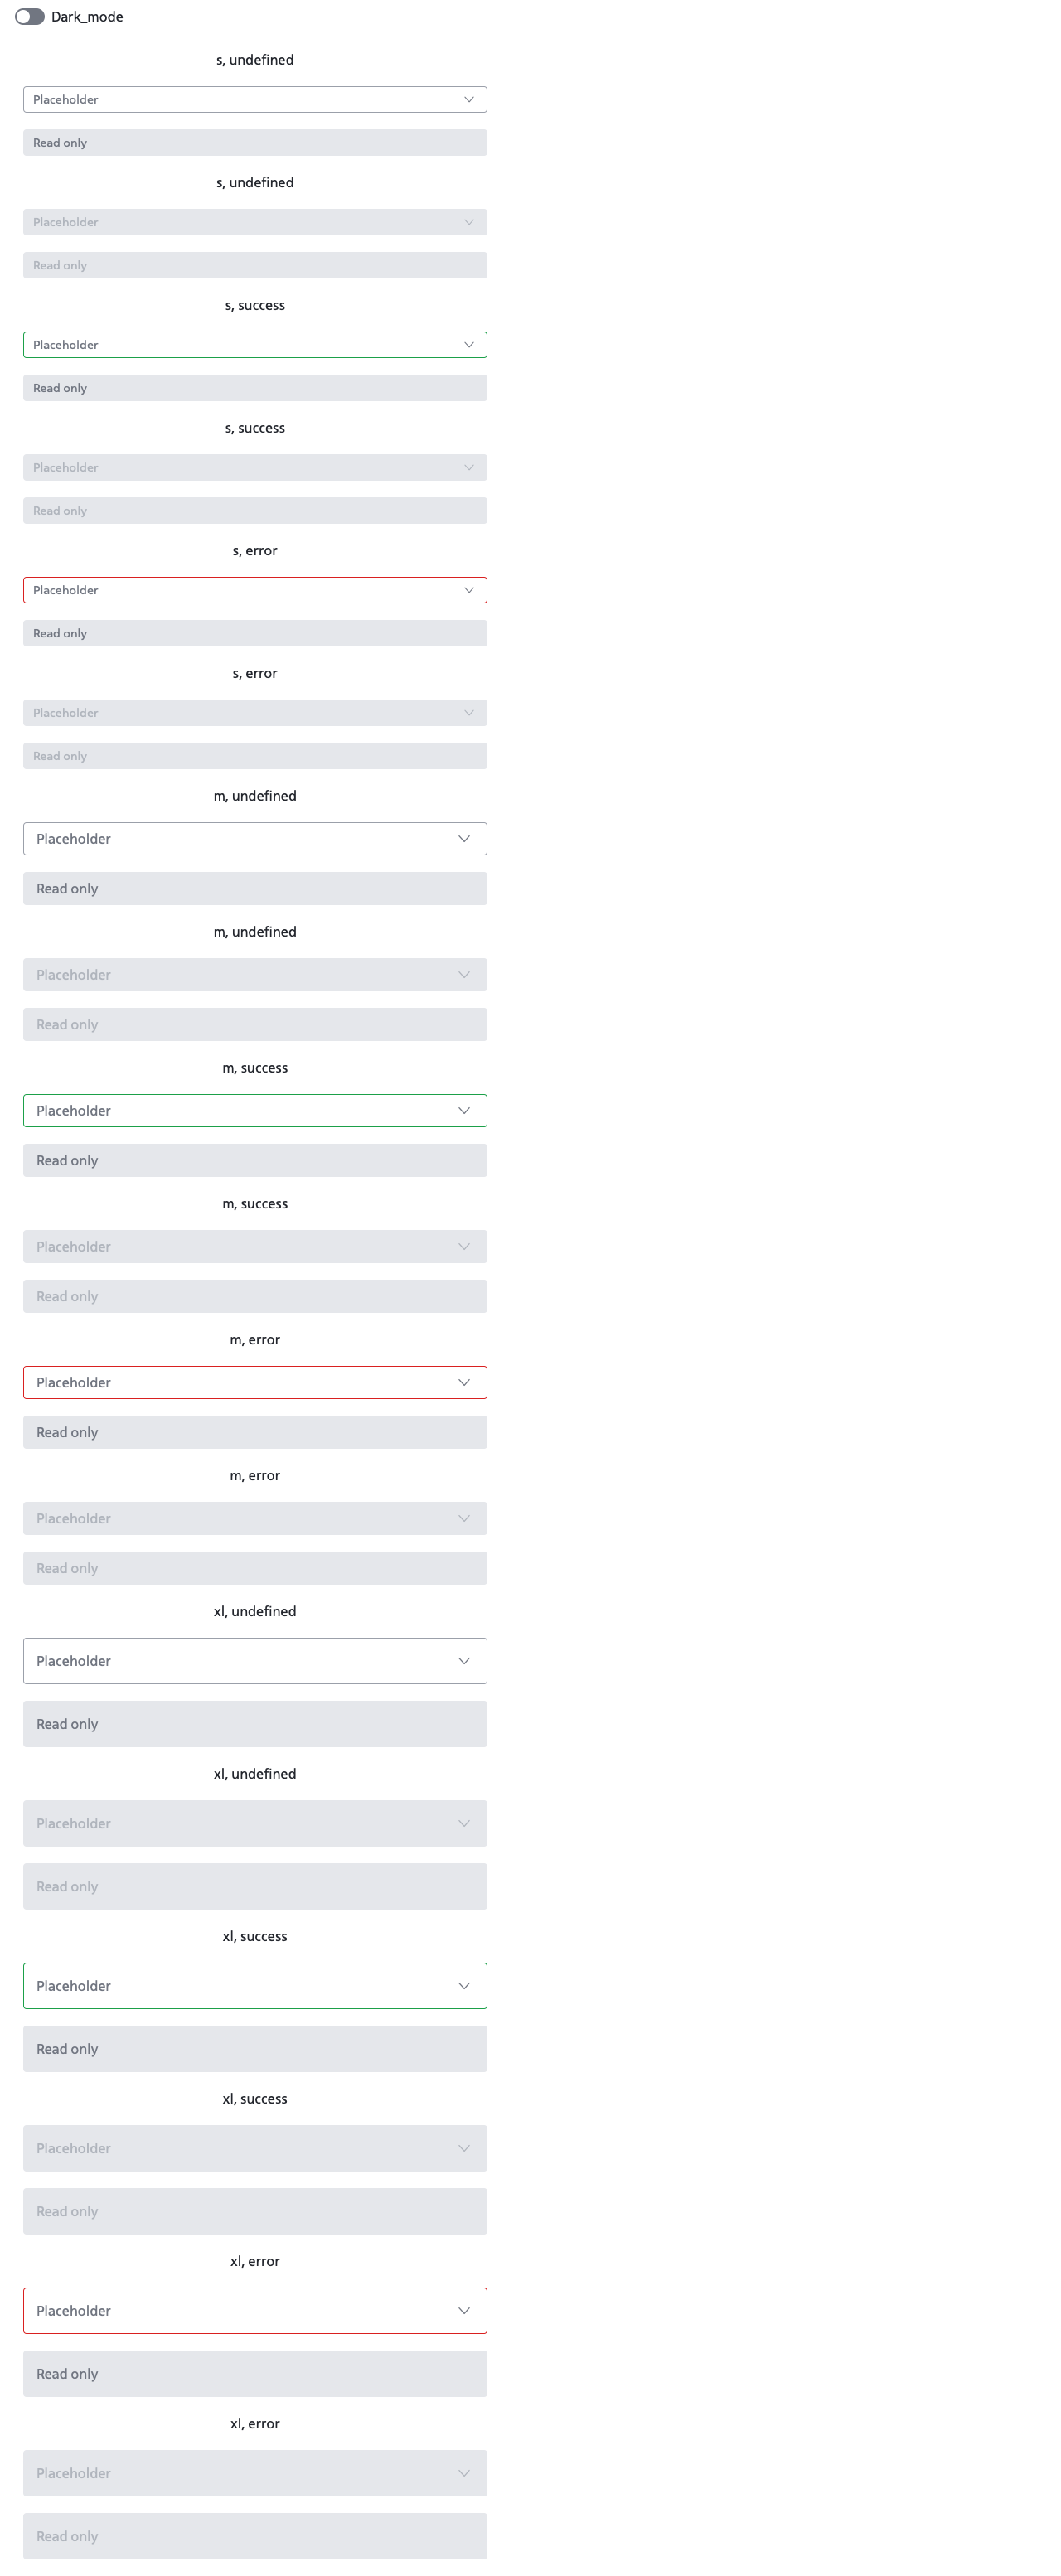 Dark_mode
s, undefined
Placeholder
Read only
s, undefined
Placeholder
Read only
s, success
Placeholder
Read only
s, success
Placeholder
Read only
s, error
Placeholder
Read only
s, error
Placeholder
Read only
m, undefined
Placeholder
Read only
m, undefined
Placeholder
Read only
m, success
Placeholder
Read only
m, success
Placeholder
Read only
m, error
Placeholder
Read only
m, error
Placeholder
Read only
xl, undefined
Placeholder
Read only
xl, undefined
Placeholder
Read only
xl, success
Placeholder
Read only
xl, success
Placeholder
Read only
xl, error
Placeholder
Read only
xl, error
Placeholder
Read only